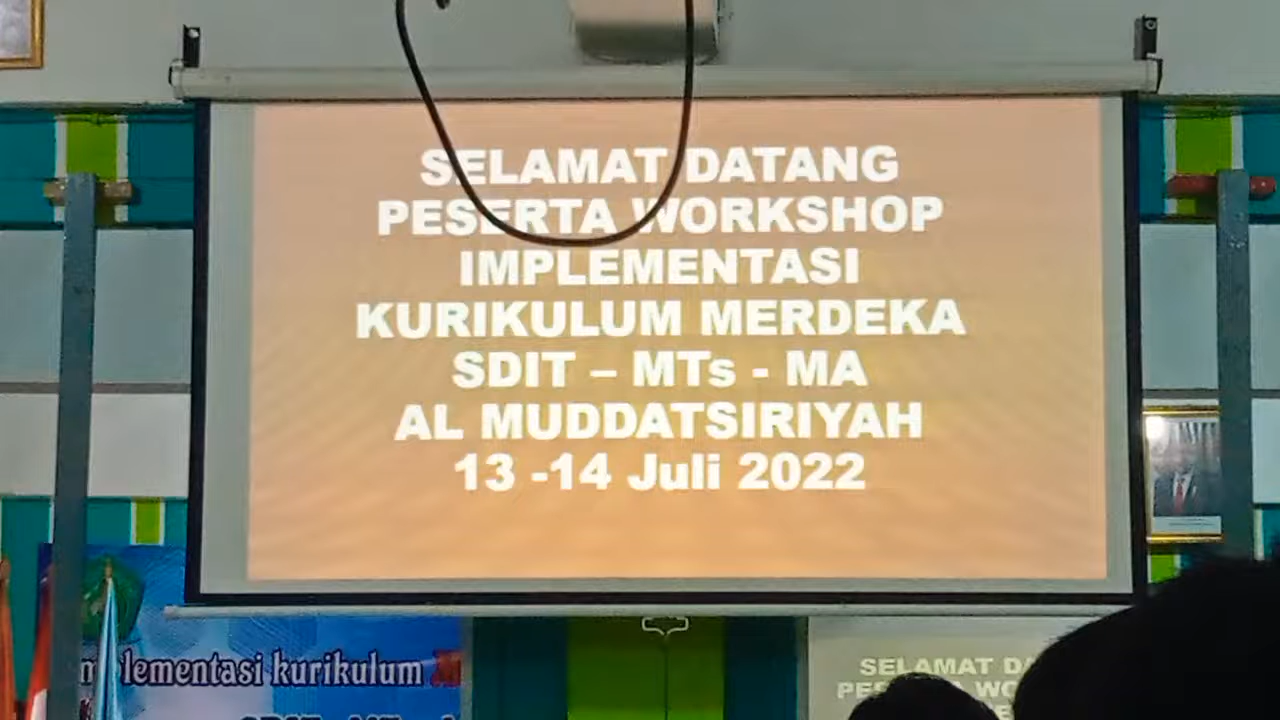 SELAMAT DATANG
PESERTA WORKSHOP
IMPLEMENTASI
KURIKULUM MERDEKA
SDIT – MTs - MA
AL MUDDATSIRIYAH
13 -14 Juli 2022
mplementasi kurikulum
SELAMAT